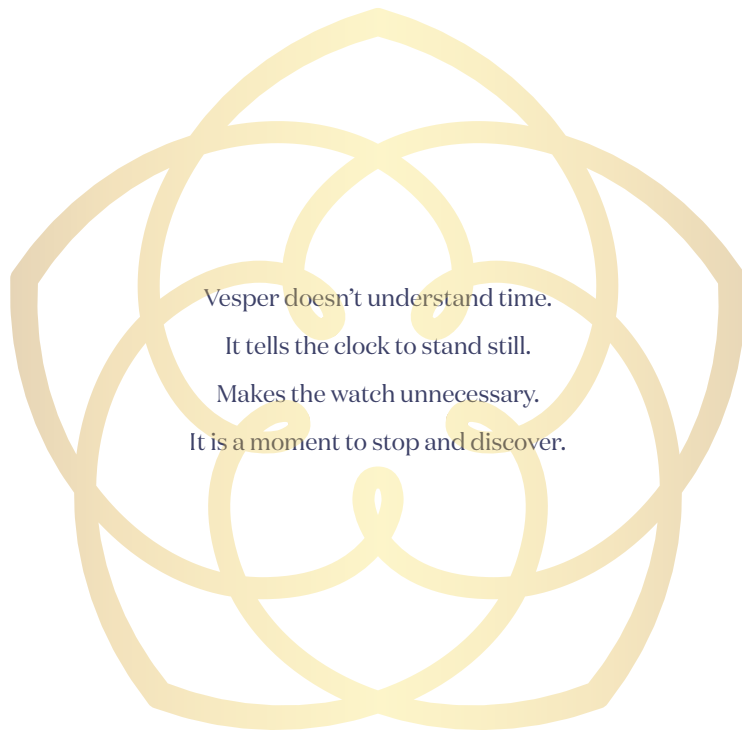 Vesper doesn’t understand time.
It tells the clock to stand still.
Makes the watch unnecessary.
It is a moment to stop and discover.